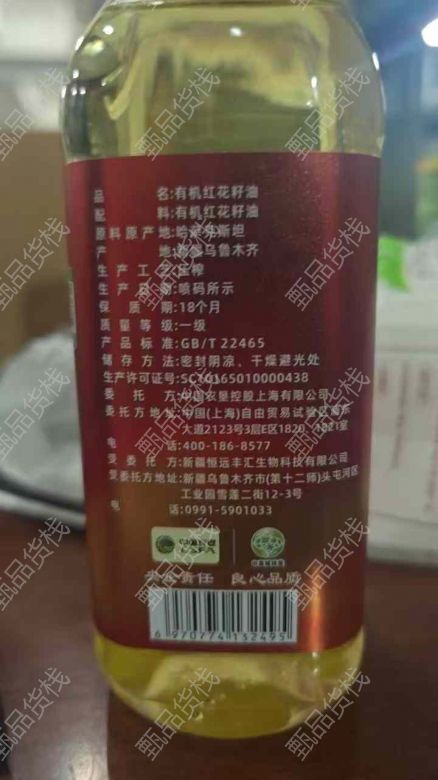 品 名:有机红花籽油
配 料:有机红花籽油
原料原产地:哈萨克斯坦
产 地:新疆乌鲁木齐
生产工艺:压榨
生产日期:喷码所示
保 质 期:18个月
质量等级:一级
产品标准:GB/T 22465
储存方法:密封阴凉、干燥避光处
生产许可证号:SC10165010000438
委 托 方:中国农垦控股上海有限公司
委托方地址:中国(上海)自由贸易试验区浦东
大道2123号3层E区1820-1821室
电 话:400-186-8577
受 委 托 方:新疆恒远丰汇生物科技有限公司
受委托方地址:新疆乌鲁木齐市(第十二师)头屯河区
工业园雪莲二街12-3号
电 话:0991-5901033
责任 良心品质
6970774132495
甄品货栈